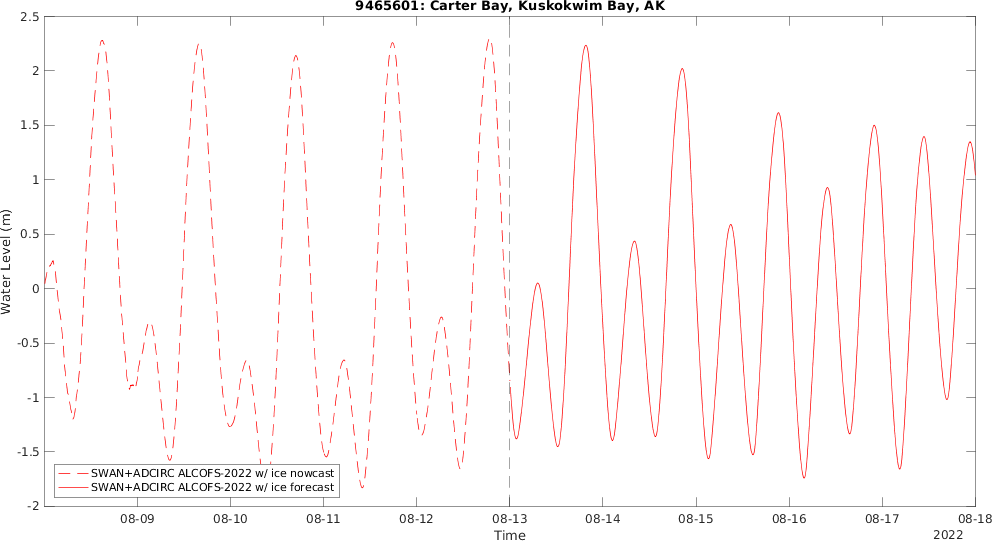 9465601: Carter Bay, Kuskokwim Bay, AK
2.5
2
1.5
1
0.5
0
-0.5
-1
-1.5
-2
Water Level (m)
SWAN+ADCIRC ALCOFS-2022 w/ ice nowcast
SWAN+ADCIRC ALCOFS-2022 w/ ice forecast
08-09 08-10 08-11 08-12 08-13 08-14 08-15 08-16 08-17 08-18
Time
2022